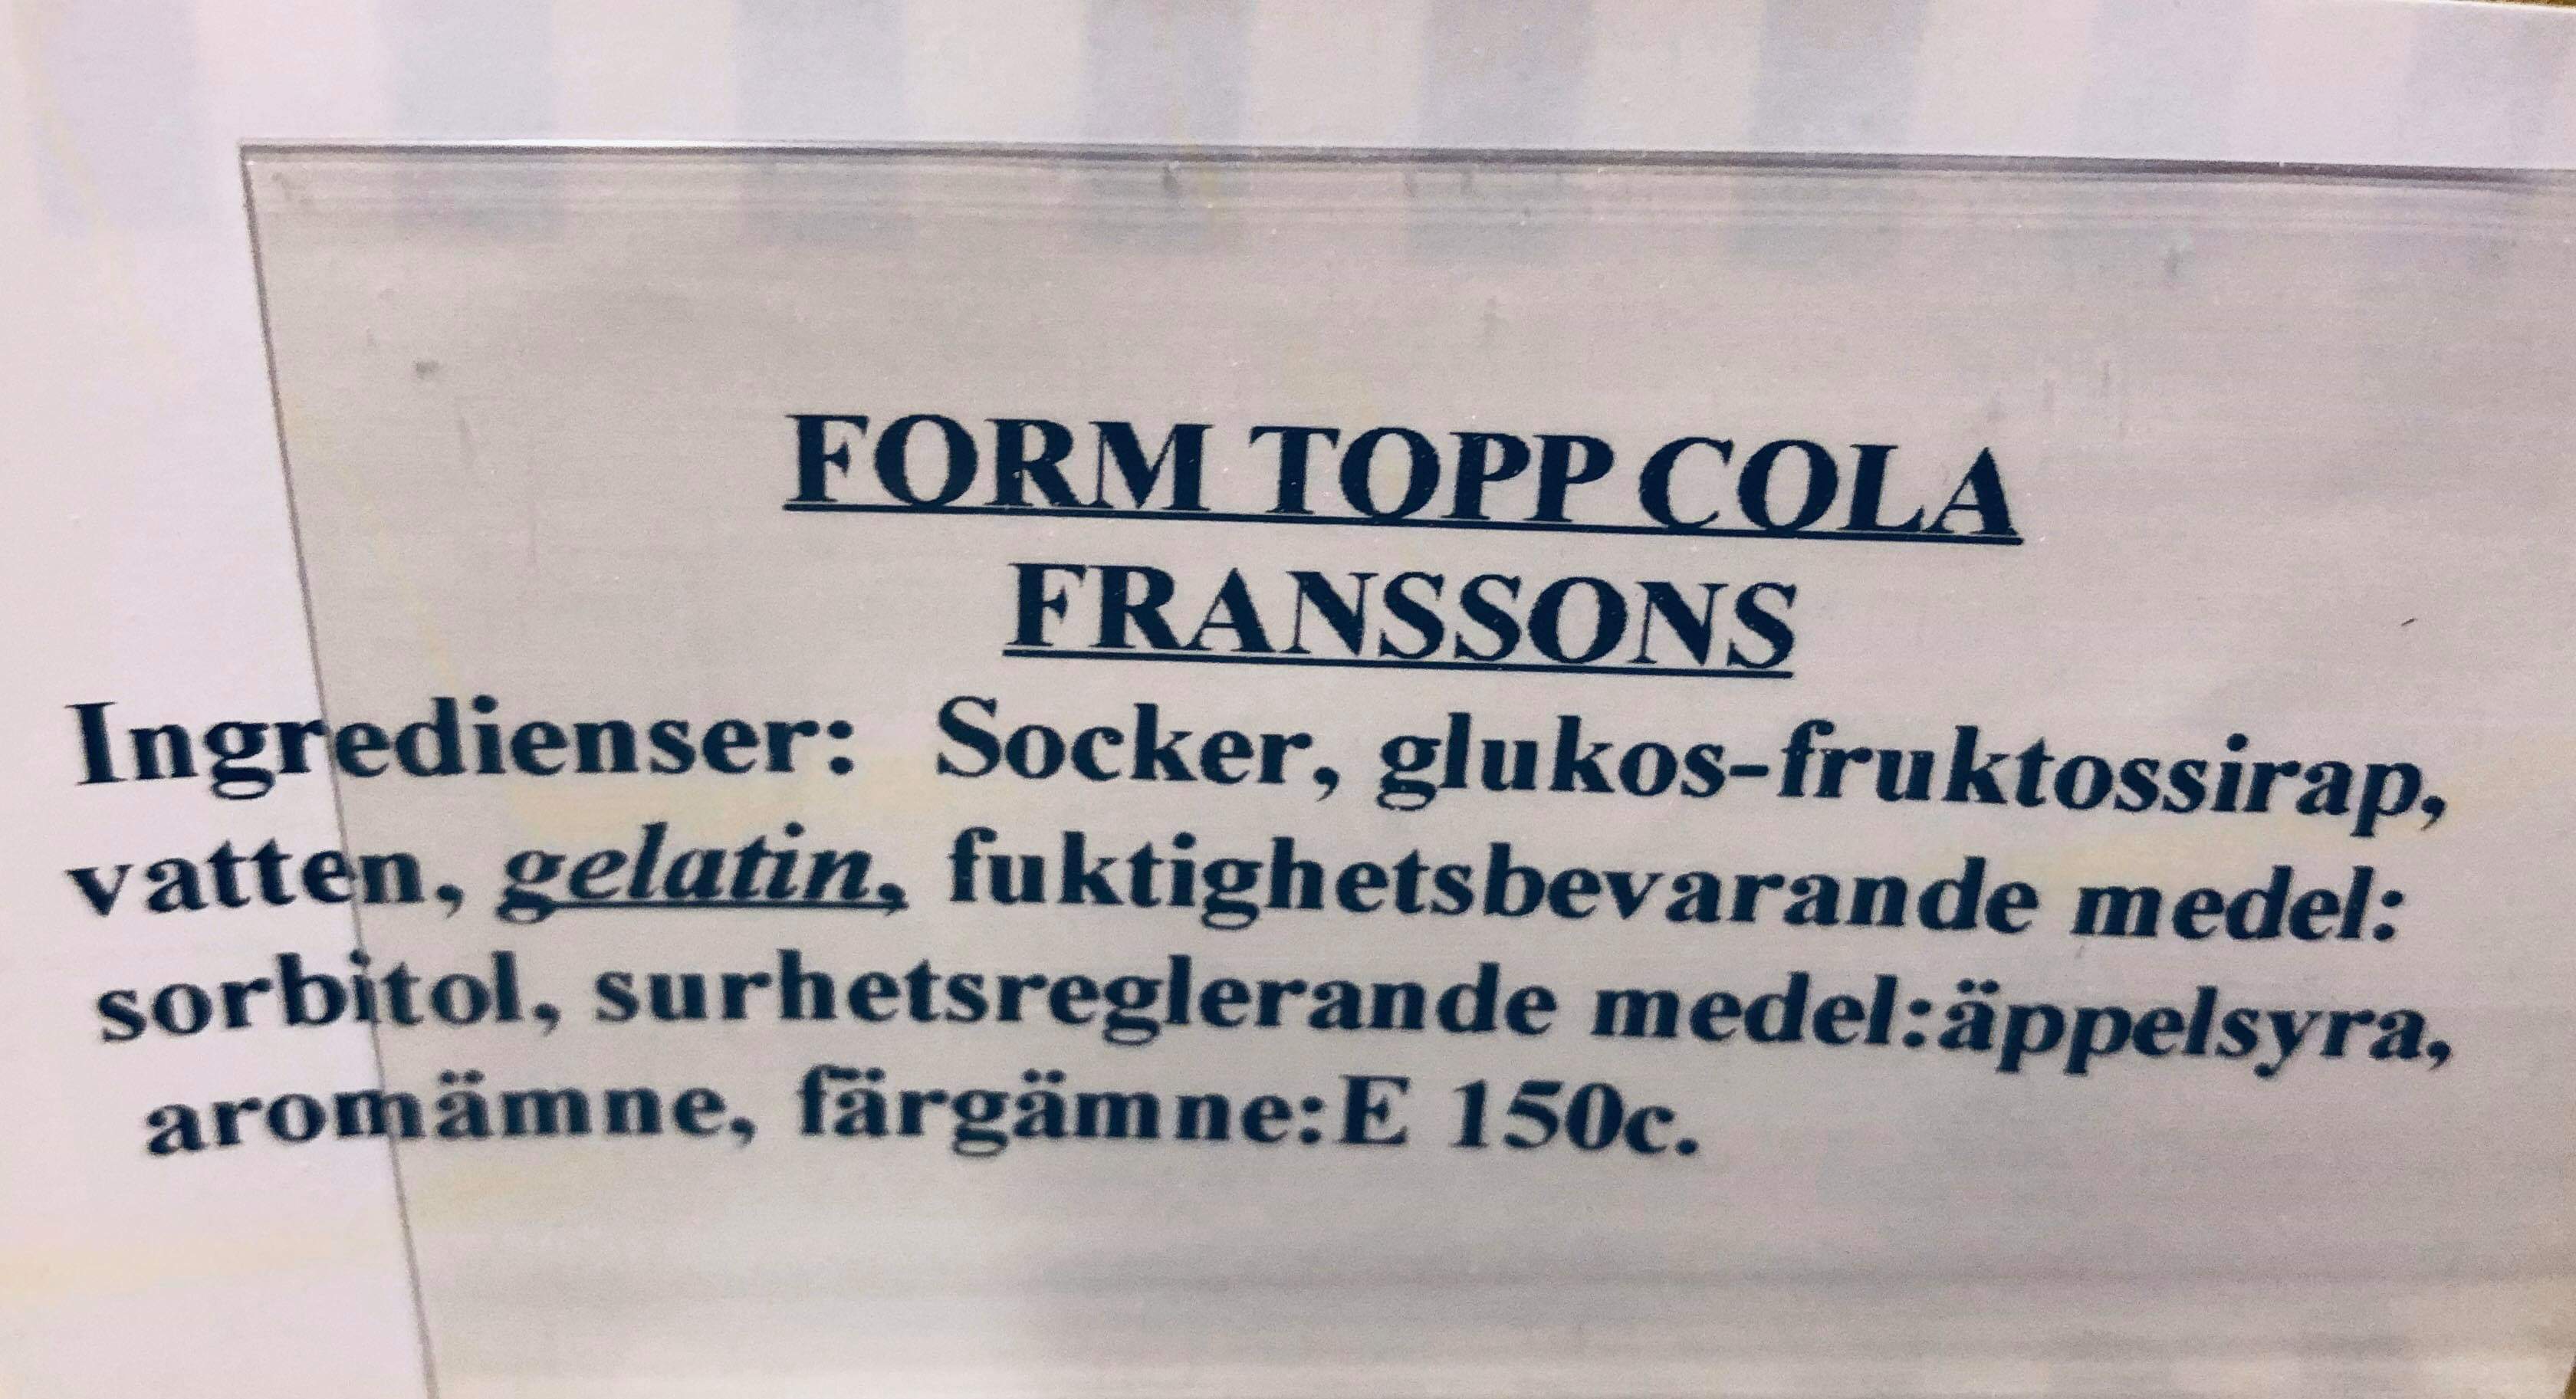 FORM TOPP COLA
FRANSSONS
Ingredienser: Socker, glukos-fruktossirap,
vatten, gelatin, fuktighetsbevarande medel:
sorbitol, surhetsreglerande medel:äppelsyra,
aromämne, färgämne:E 150c.